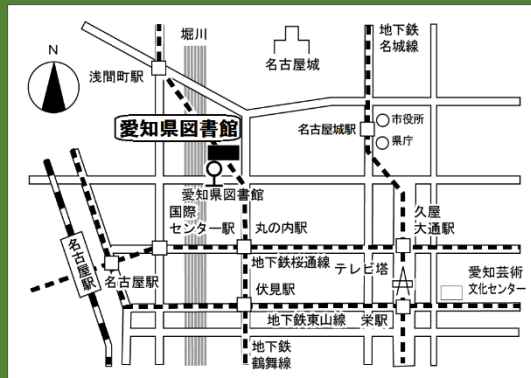 N
堀川
名古屋城
地下鉄
名城線
浅間町駅
愛知県図書館
名古屋城駅
市役所
県庁
愛知県図書館
国際
センター駅
丸の内駅
久屋
大通駅
名古屋駅
名古屋駅
地下鉄桜通線
テレビ塔
愛知芸術
文化センター
伏見駅
地下鉄東山線
栄駅
地下鉄
鶴舞線